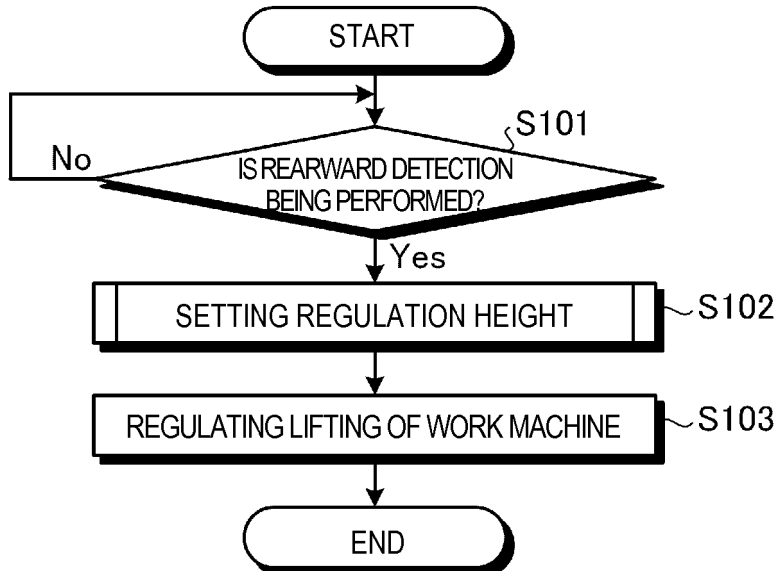 START
S101
IS REARWARD DETECTION
BEING PERFORMED?
No
Yes
SETTING REGULATION HEIGHT
S102
REGULATING LIFTING OF WORK MACHINE
S103
END